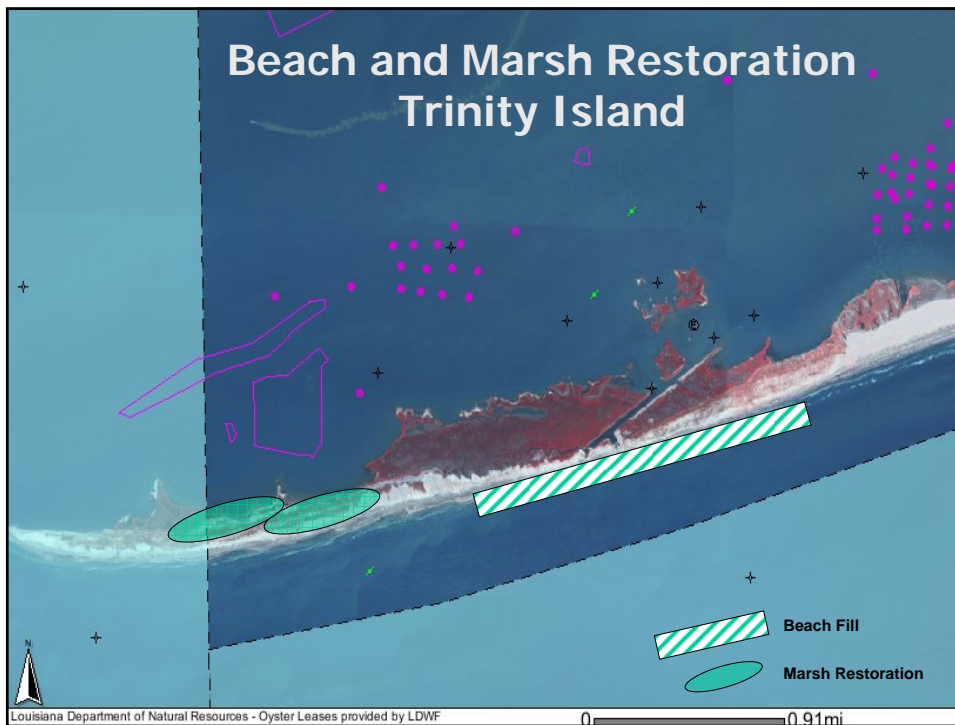 Beach and Marsh Restoration
Trinity Island
E
Beach Fill
Marsh Restoration
N
Louisiana Department of Natural Resources - Oyster Leases provided by LDWF
0 0.91mi